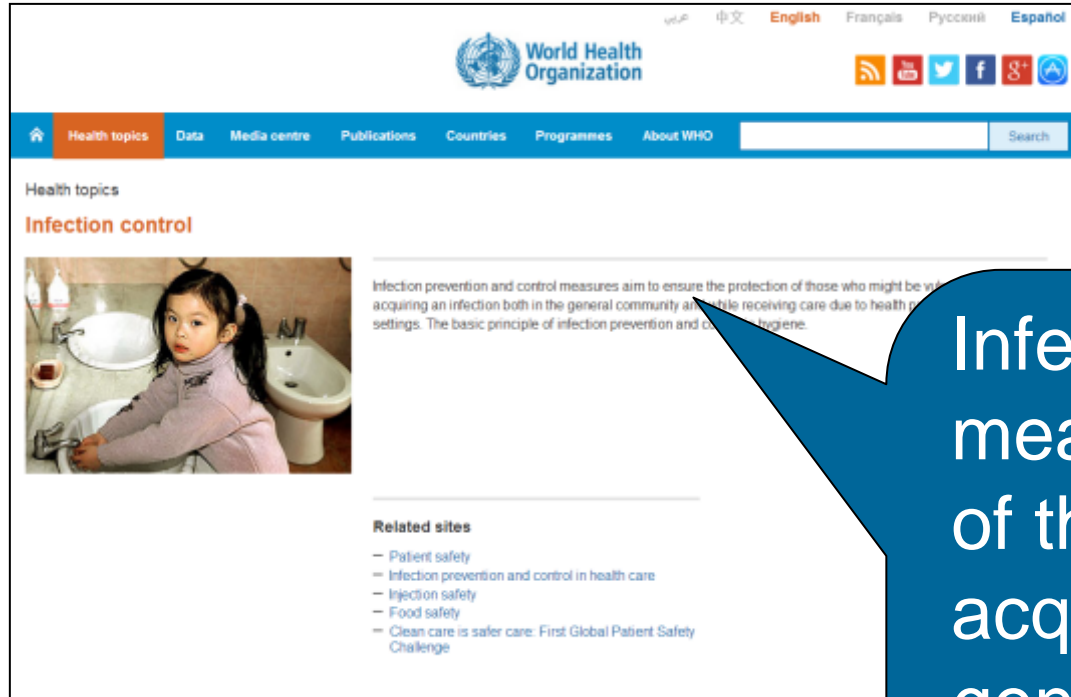 عربي 中文 English Français Русский Español
World Health
Organization
Health topics Data Media centre Publications Countries Programmes About WHO Search
Health topics
Infection control
Infection prevention and control measures aim to ensure the protection of those who might be
acquiring an infection both in the general community and while receiving care due to health
settings. The basic principle of infection prevention and hygiene.
Related sites
– Patient safety
– Infection prevention and control in health care
– Injection safety
– Food safety
– Clean care is safer care: First Global Patient Safety
Challenge
Infe
mea
of th
acq